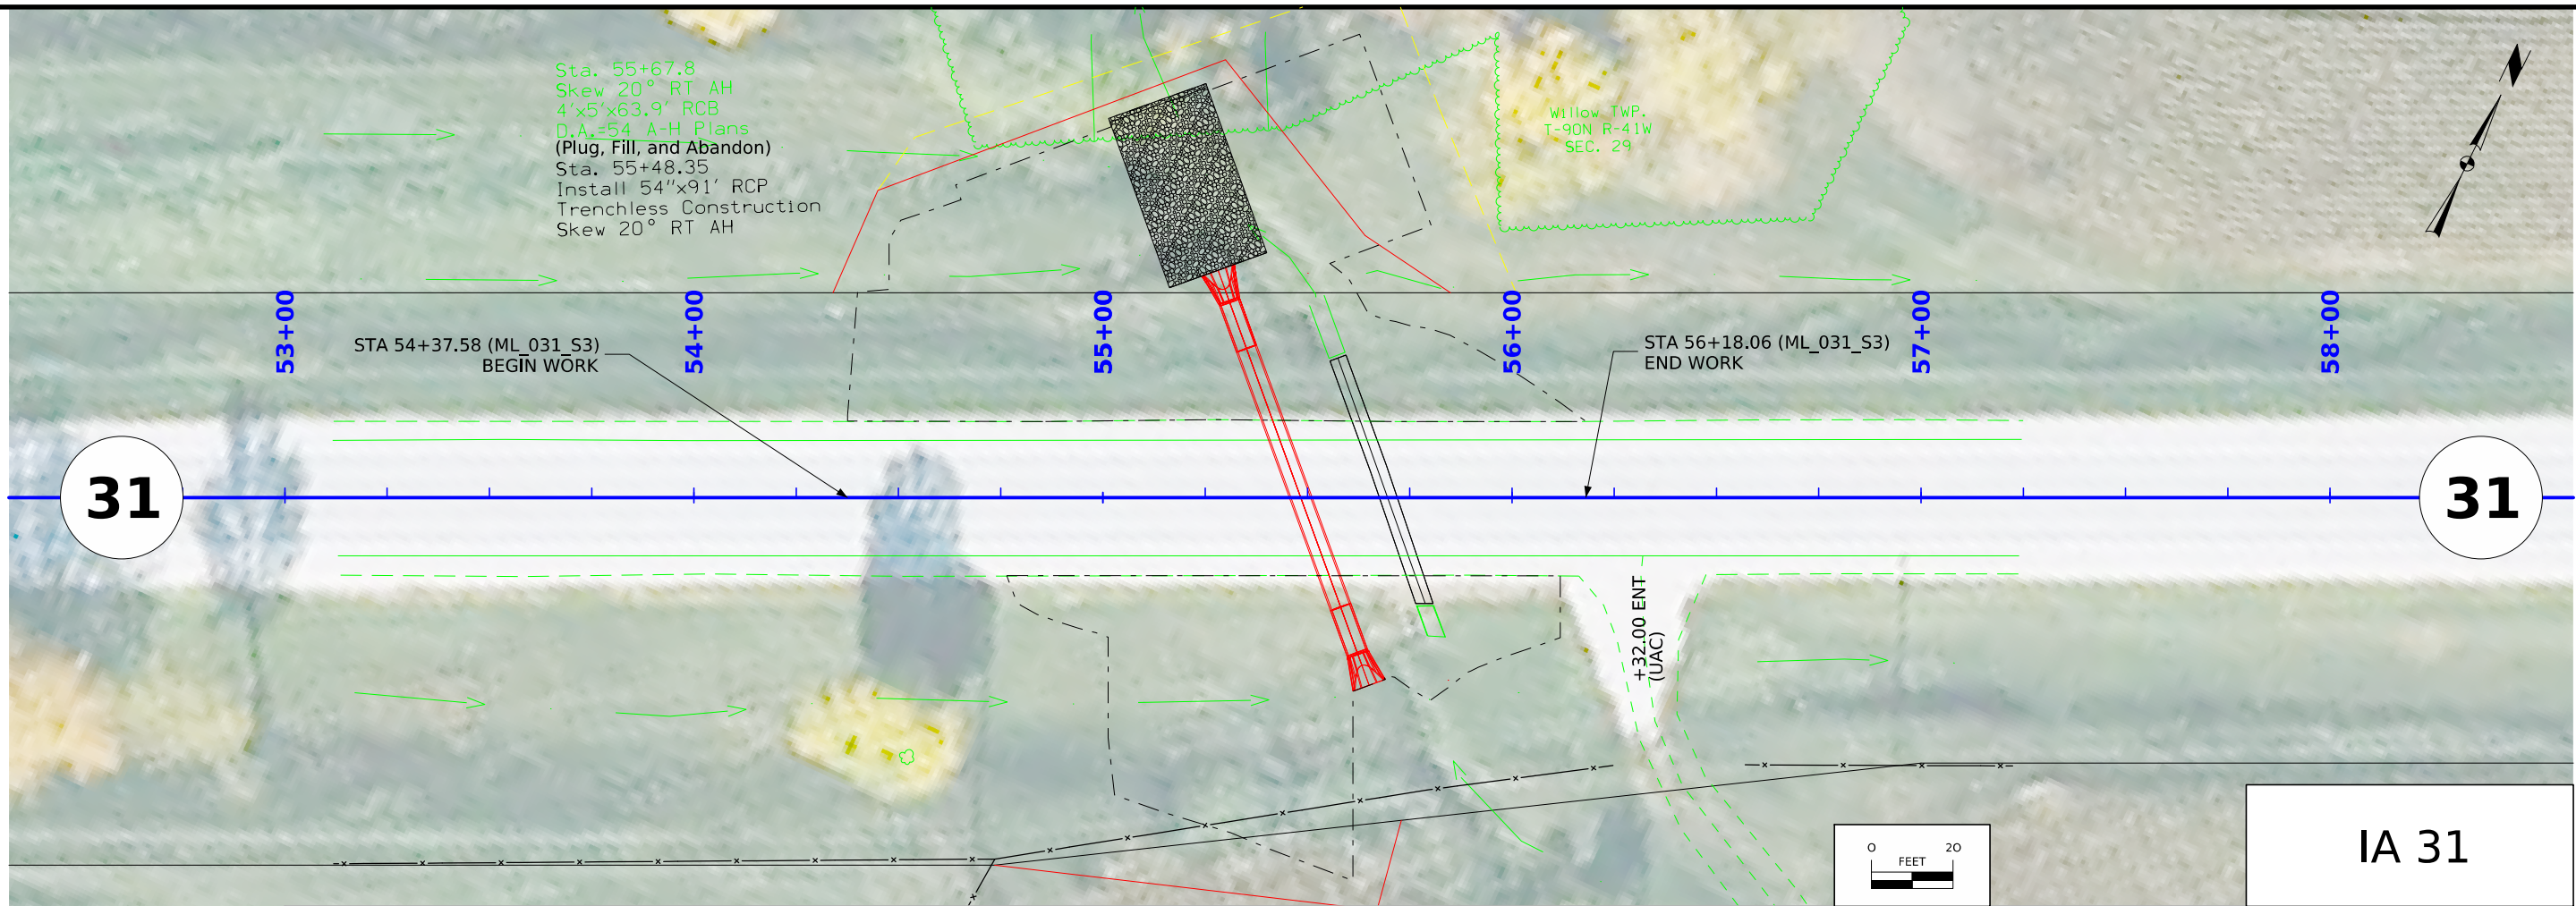 Sta. 55+67.8
Skew 20° RT AH
4'x5'x63.9' RCB
D.A.=54 A-H Plans
(Plug, Fill, and Abandon)
Sta. 55+48.35
Install 54"x91' RCP
Trenchless Construction
Skew 20° RT AH
Willow TWP.
T-90N R-41W
SEC. 29
53+00
54+00
55+00
56+00
57+00
58+00
STA 54+37.58 (ML_031_S3)
BEGIN WORK
STA 56+18.06 (ML_031_S3)
END WORK
31
31
+32.00 ENT
(UAC)
0 20
FEET
IA 31